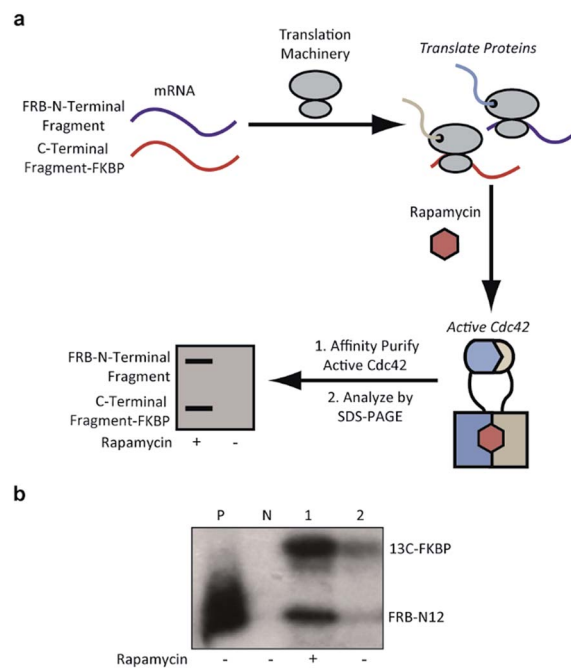 a
Translation
Machinery
Translate Proteins
mRNA
FRB-N-Terminal
Fragment
C-Terminal
Fragment-FKBP
Rapamycin
Active Cdc42
1. Affinity Purify
Active Cdc42
2. Analyze by
SDS-PAGE
FRB-N-Terminal
Fragment
C-Terminal
Fragment-FKBP
Rapamycin + -
b
P N 1 2
13C-FKBP
FRB-N12
Rapamycin - - + -